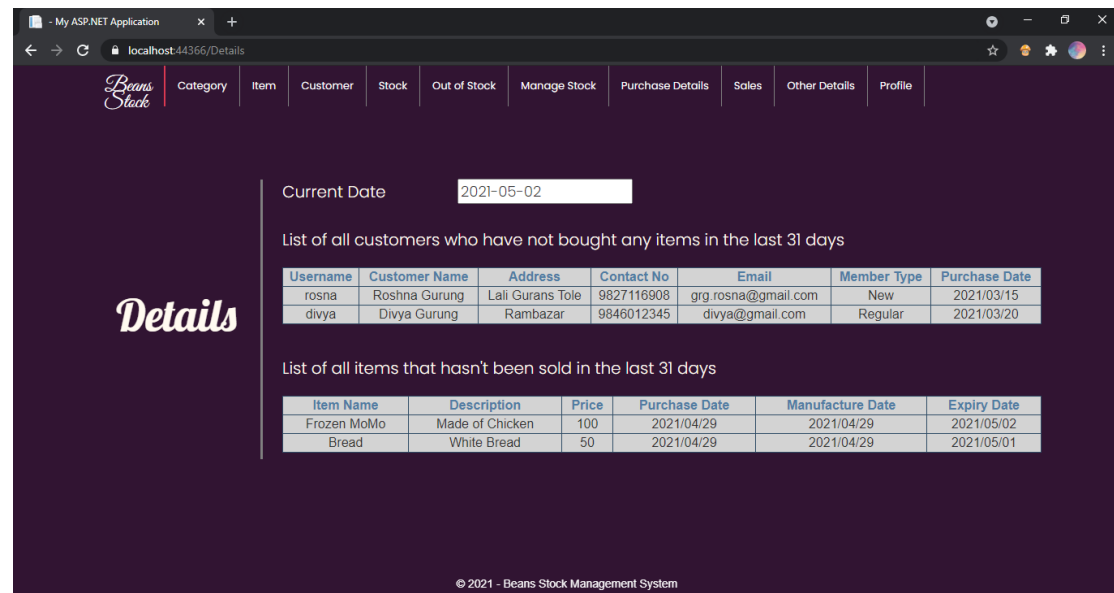 - My ASP.NET Application
localhost:44366/Details
Beans Stock Category Item Customer Stock Out of Stock Manage Stock Purchase Details Sales Other Details Profile
Current Date 2021-05-02
List of all customers who have not bought any items in the last 31 days
Username Customer Name Address Contact No Email Member Type Purchase Date
rosna Roshna Gurung Lali Gurans Tole 9827116908 grg.rosna@gmail.com New 2021/03/15
divya Divya Gurung Rambazar 9846012345 divya@gmail.com Regular 2021/03/20
Details
List of all items that hasn't been sold in the last 31 days
Item Name Description Price Purchase Date Manufacture Date Expiry Date
Frozen MoMo Made of Chicken 100 2021/04/29 2021/04/29 2021/05/02
Bread White Bread 50 2021/04/29 2021/04/29 2021/05/01
© 2021 - Beans Stock Management System